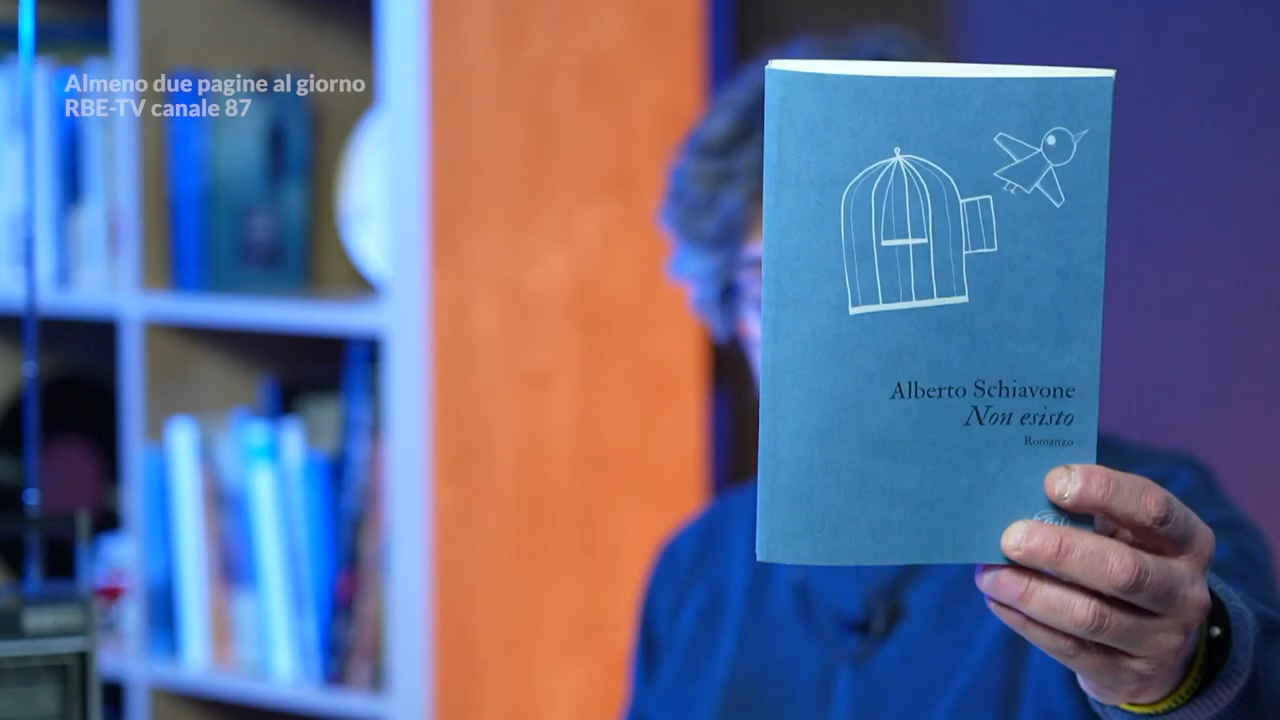 Almeno due pagine al giorno
RBE-TV canale 87
Alberto Schiavone
Non esisto
Romanzo